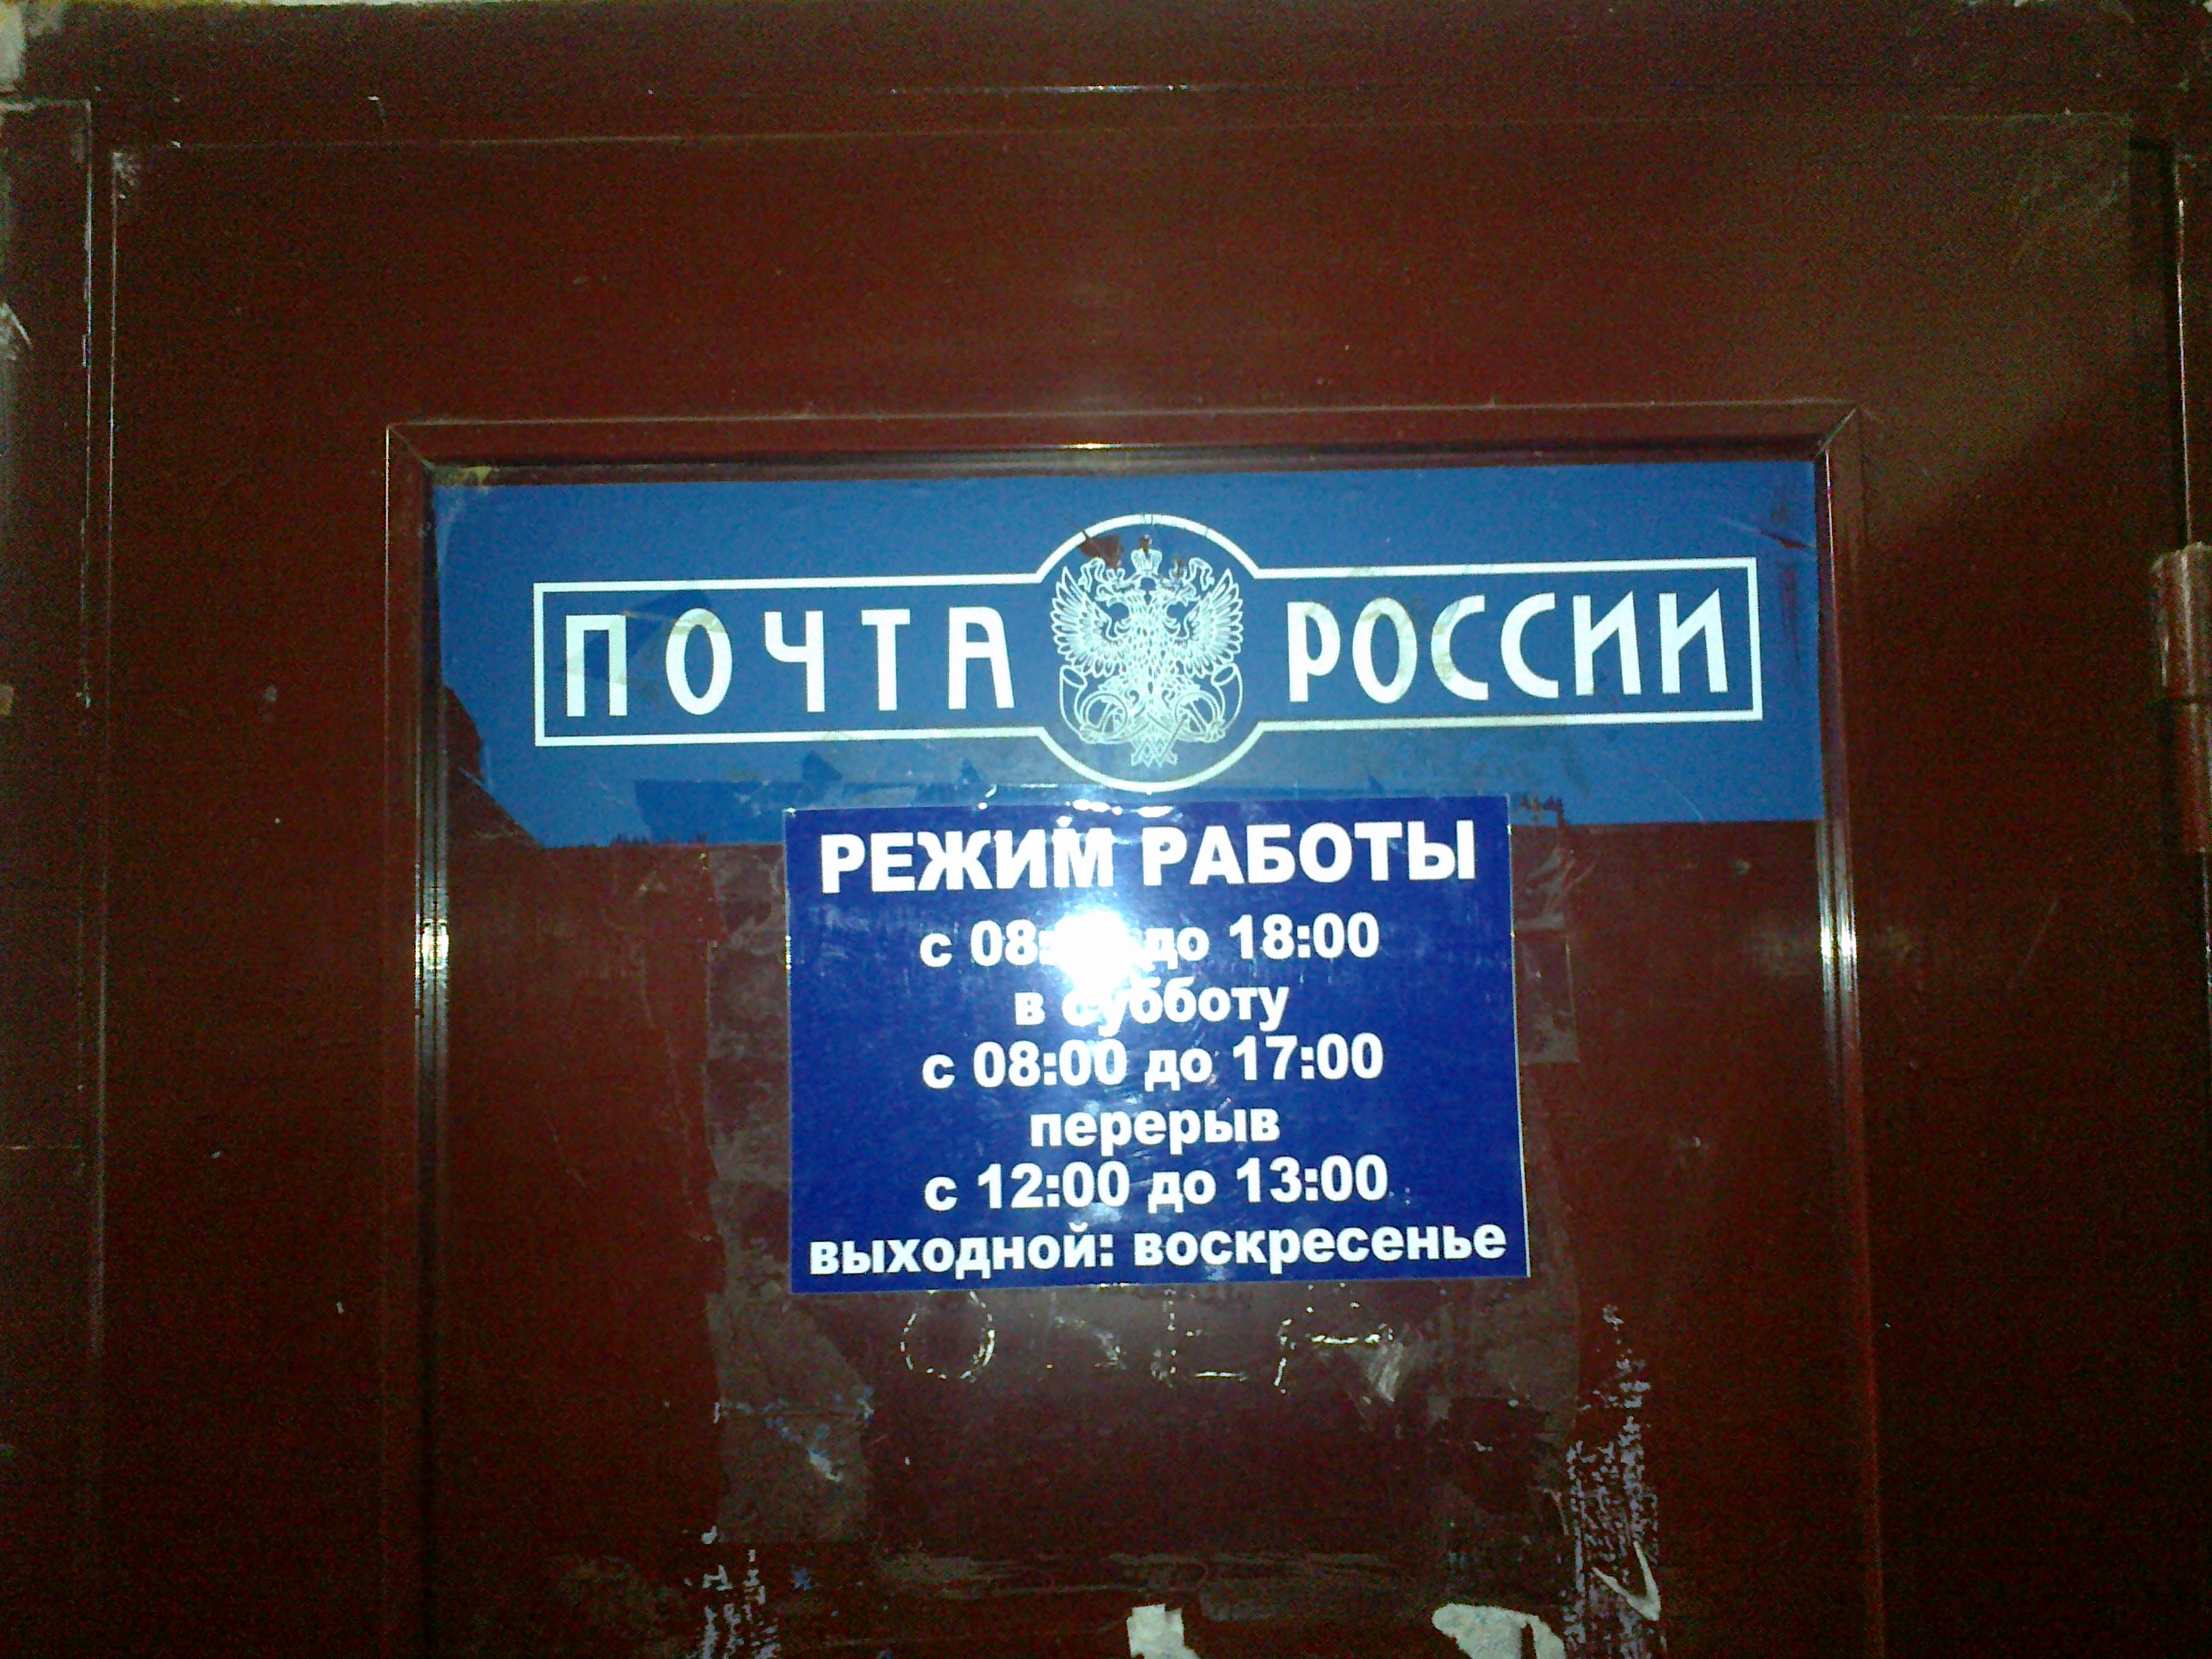 ПОЧТА РОССИИ
РЕЖИМ РАБОТЫ
с до 18:00
в субботу
с 08:00 до 17:00
перерыв
с 12:00 до 13:00
выходной: воскресенье